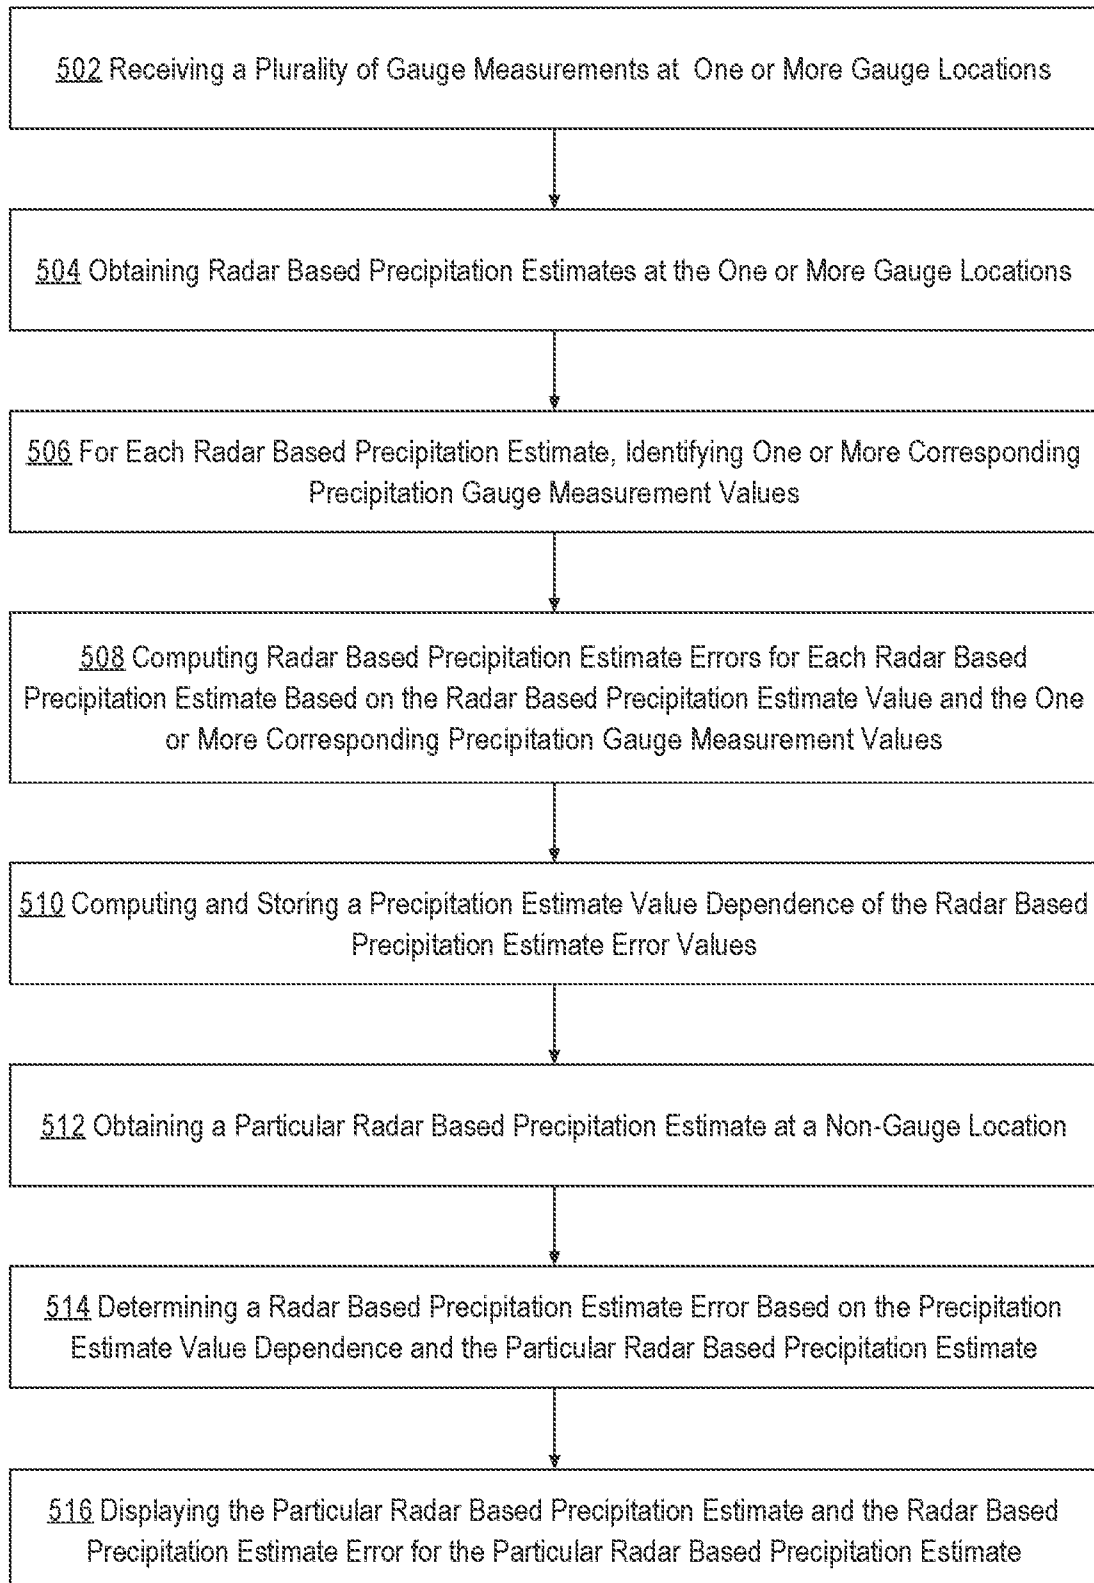 502 Receiving a Plurality of Gauge Measurements at One or More Gauge Locations
504 Obtaining Radar Based Precipitation Estimates at the One or More Gauge Locations
506 For Each Radar Based Precipitation Estimate, Identifying One or More Corresponding
Precipitation Gauge Measurement Values
508 Computing Radar Based Precipitation Estimate Errors for Each Radar Based
Precipitation Estimate Based on the Radar Based Precipitation Estimate Value and the One
or More Corresponding Precipitation Gauge Measurement Values
510 Computing and Storing a Precipitation Estimate Value Dependence of the Radar Based
Precipitation Estimate Error Values
512 Obtaining a Particular Radar Based Precipitation Estimate at a Non-Gauge Location
514 Determining a Radar Based Precipitation Estimate Error Based on the Precipitation
Estimate Value Dependence and the Particular Radar Based Precipitation Estimate
516 Displaying the Particular Radar Based Precipitation Estimate and the Radar Based
Precipitation Estimate Error for the Particular Radar Based Precipitation Estimate